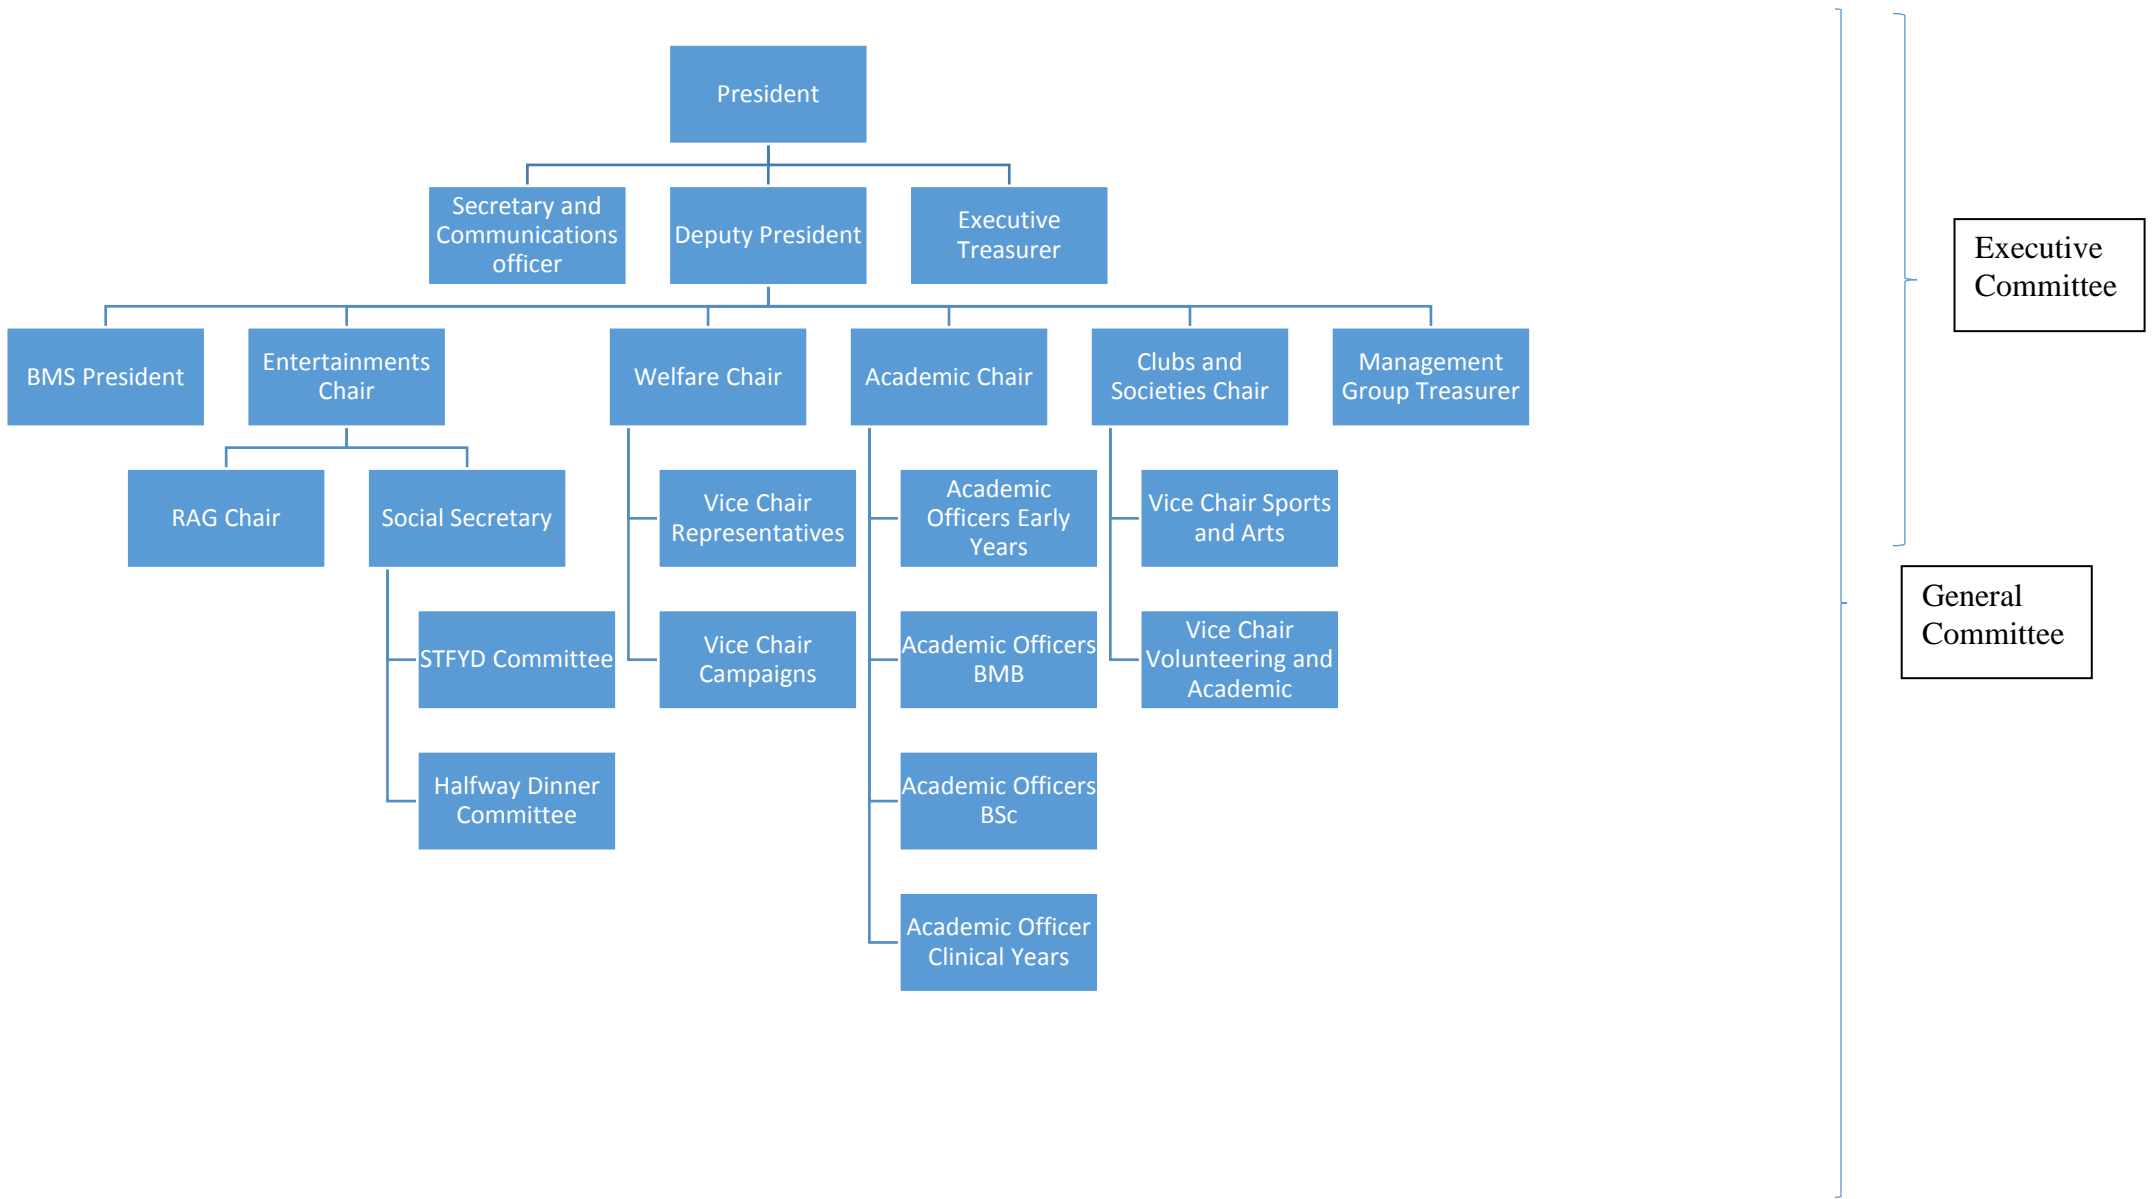 President
Secretary and
Communications
officer
Deputy President
Executive
Treasurer
Executive
Committee
BMS President
Entertainments
Chair
Welfare Chair
Academic Chair
Clubs and
Societies Chair
Management
Group Treasurer
RAG Chair
Social Secretary
Vice Chair
Representatives
Academic
Officers Early
Years
Vice Chair Sports
and Arts
General
Committee
STFYD Committee
Vice Chair
Campaigns
Academic Officers
BMB
Vice Chair
Volunteering and
Academic
Halfway Dinner
Committee
Academic Officers
BSc
Academic Officer
Clinical Years